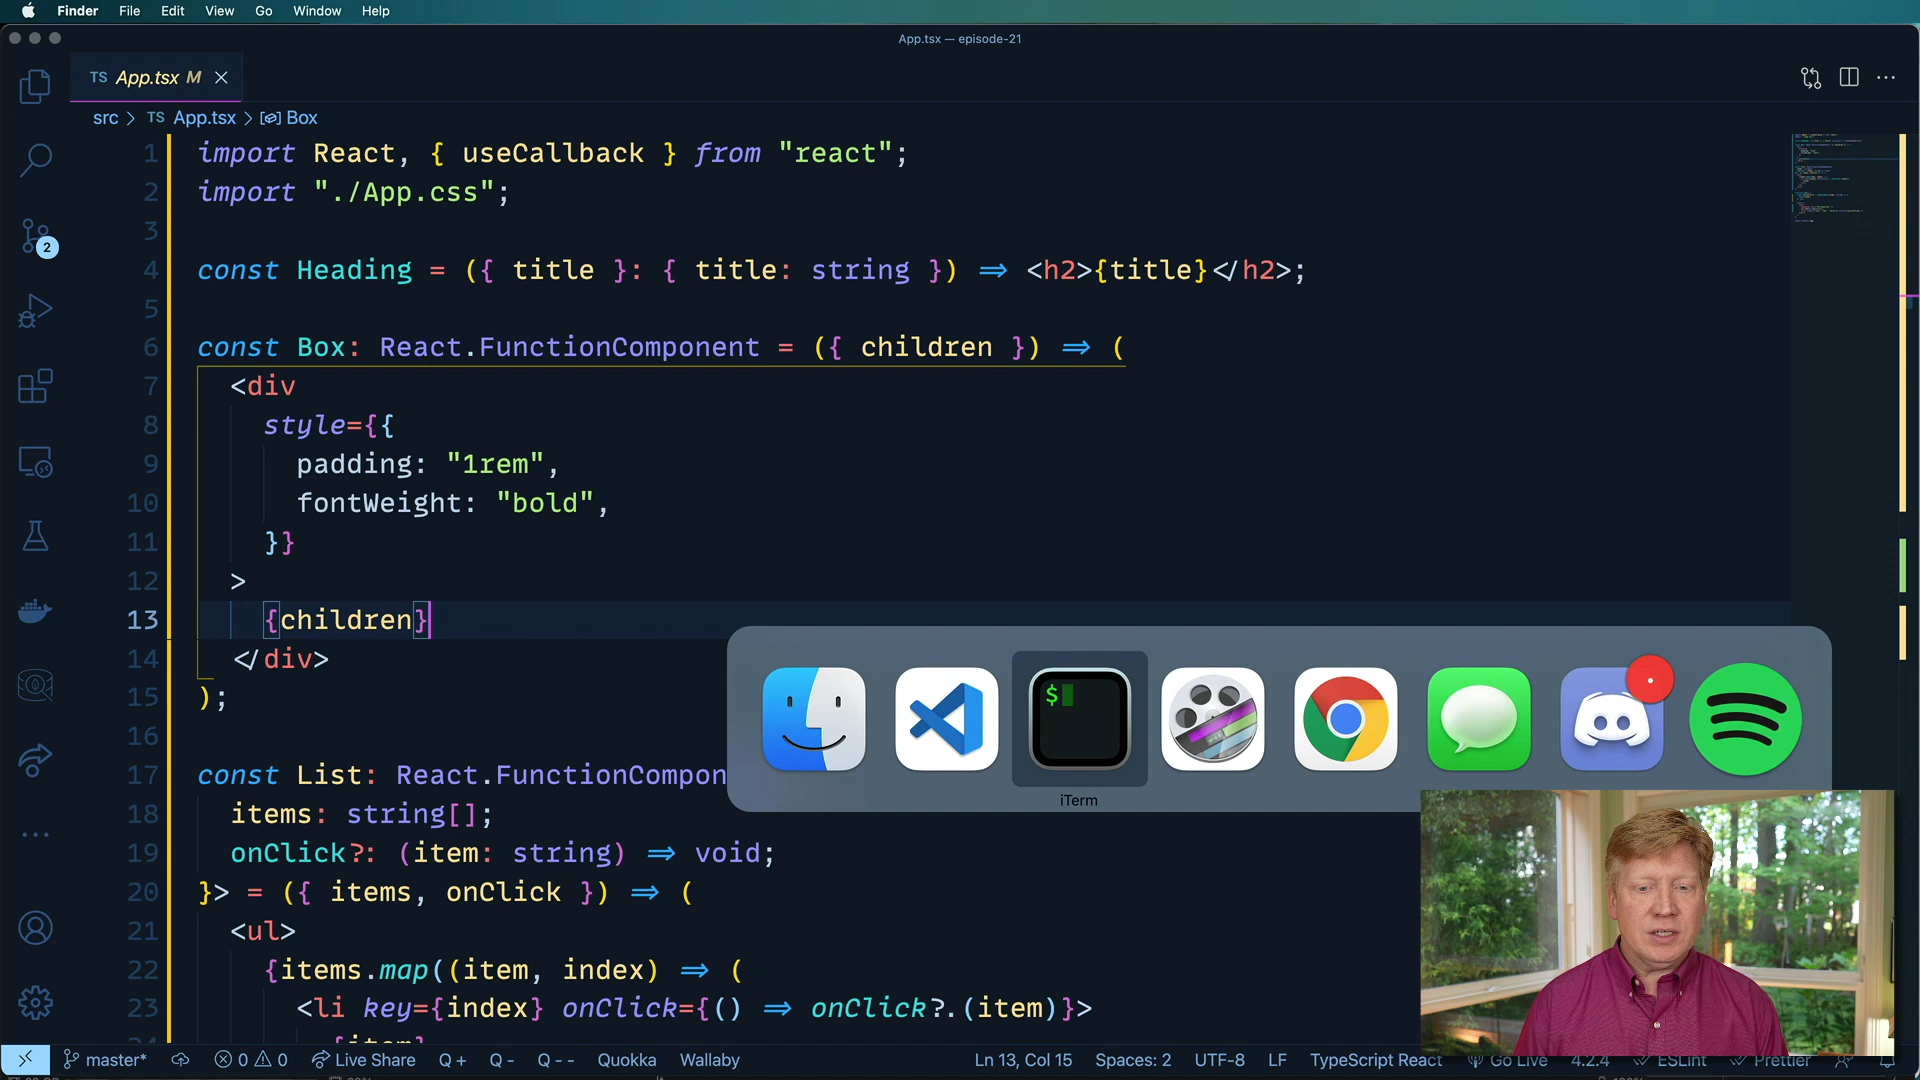 Finder File Edit View Go Window Help
App.tsx — episode-21
TS App.tsx M
src > TS App.tsx > Box
1 import React, { useCallback } from "react";
2 import "./App.css";
3
4 const Heading = ({ title }: { title: string }) => <h2>{title}</h2>;
5
6 const Box: React.FunctionComponent = ({ children }) => (
7 <div
8 style={{
9 padding: "1rem",
10 fontWeight: "bold",
11 }}
12 >
13 {children}
14 </div>
15 );
16
17 const List: React.FunctionCompon
18 items: string[];
19 onClick?: (item: string) => void;
20 }> = ({ items, onClick }) => (
21 <ul>
22 {items.map((item, index) => (
23 <li key={index} onClick={() => onClick?.(item)}>
24 {item}
2
$
iTerm
master* 0 0 Live Share Q + Q - Q - - Quokka Wallaby Ln 13, Col 15 Spaces: 2 UTF-8 LF TypeScript React Go Live 4.2.4 ESLint Prettier